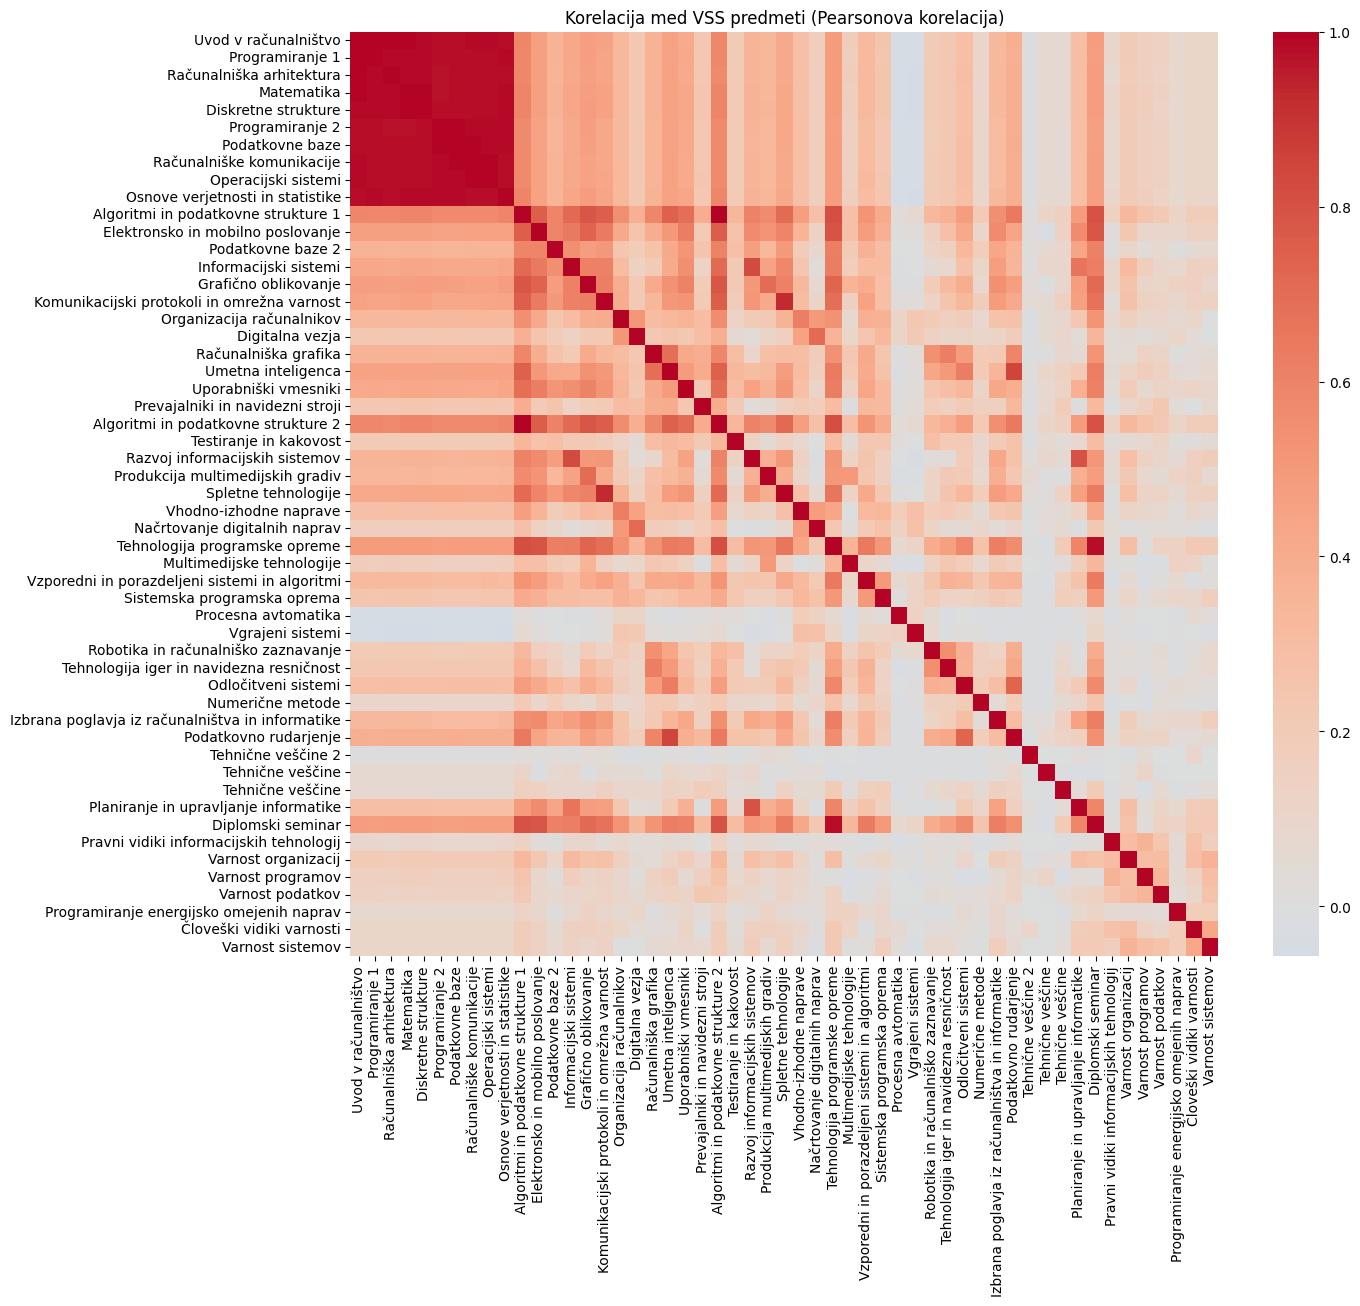 Korelacija med VSS predmeti (Pearsonova korelacija)
Uvod v računalništvo
Programiranje 1
Računalniška arhitektura
Matematika
Diskretne strukture
Programiranje 2
Podatkovne baze
Računalniške komunikacije
Operacijski sistemi
Osnove verjetnosti in statistike
Algoritmi in podatkovne strukture 1
Elektronsko in mobilno poslovanje
Podatkovne baze 2
Informacijski sistemi
Grafično oblikovanje
Komunikacijski protokoli in omrežna varnost
Organizacija računalnikov
Digitalna vezja
Računalniška grafika
Umetna inteligenca
Uporabniški vmesniki
Prevajalniki in navidezni stroji
Algoritmi in podatkovne strukture 2
Testiranje in kakovost
Razvoj informacijskih sistemov
Produkcija multimedijskih gradiv
Spletne tehnologije
Vhodno-izhodne naprave
Načrtovanje digitalnih naprav
Tehnologija programske opreme
Multimedijske tehnologije
Vzporedni in porazdeljeni sistemi in algoritmi
Sistemska programska oprema
Procesna avtomatika
Vgrajeni sistemi
Robotika in računalniško zaznavanje
Tehnologija iger in navidezna resničnost
Odločitveni sistemi
Numerične metode
Izbrana poglavja iz računalništva in informatike
Podatkovno rudarjenje
Tehnične veščine 2
Tehnične veščine
Tehnične veščine
Planiranje in upravljanje informatike
Diplomski seminar
Pravni vidiki informacijskih tehnologij
Varnost organizacij
Varnost programov
Varnost podatkov
Programiranje energijsko omejenih naprav
Človeški vidiki varnosti
Varnost sistemov
Uvod v računalništvo
Programiranje 1
Računalniška arhitektura
Matematika
Diskretne strukture
Programiranje 2
Podatkovne baze
Računalniške komunikacije
Operacijski sistemi
Osnove verjetnosti in statistike
Algoritmi in podatkovne strukture 1
Elektronsko in mobilno poslovanje
Podatkovne baze 2
Informacijski sistemi
Grafično oblikovanje
Komunikacijski protokoli in omrežna varnost
Organizacija računalnikov
Digitalna vezja
Računalniška grafika
Umetna inteligenca
Uporabniški vmesniki
Prevajalniki in navidezni stroji
Algoritmi in podatkovne strukture 2
Testiranje in kakovost
Razvoj informacijskih sistemov
Produkcija multimedijskih gradiv
Spletne tehnologije
Vhodno-izhodne naprave
Načrtovanje digitalnih naprav
Tehnologija programske opreme
Multimedijske tehnologije
Vzporedni in porazdeljeni sistemi in algoritmi
Sistemska programska oprema
Procesna avtomatika
Vgrajeni sistemi
Robotika in računalniško zaznavanje
Tehnologija iger in navidezna resničnost
Odločitveni sistemi
Numerične metode
Izbrana poglavja iz računalništva in informatike
Podatkovno rudarjenje
Tehnične veščine 2
Tehnične veščine
Tehnične veščine
Planiranje in upravljanje informatike
Diplomski seminar
Pravni vidiki informacijskih tehnologij
Varnost organizacij
Varnost programov
Varnost podatkov
Programiranje energijsko omejenih naprav
Človeški vidiki varnosti
Varnost sistemov
1.0
0.8
0.6
0.4
0.2
0.0